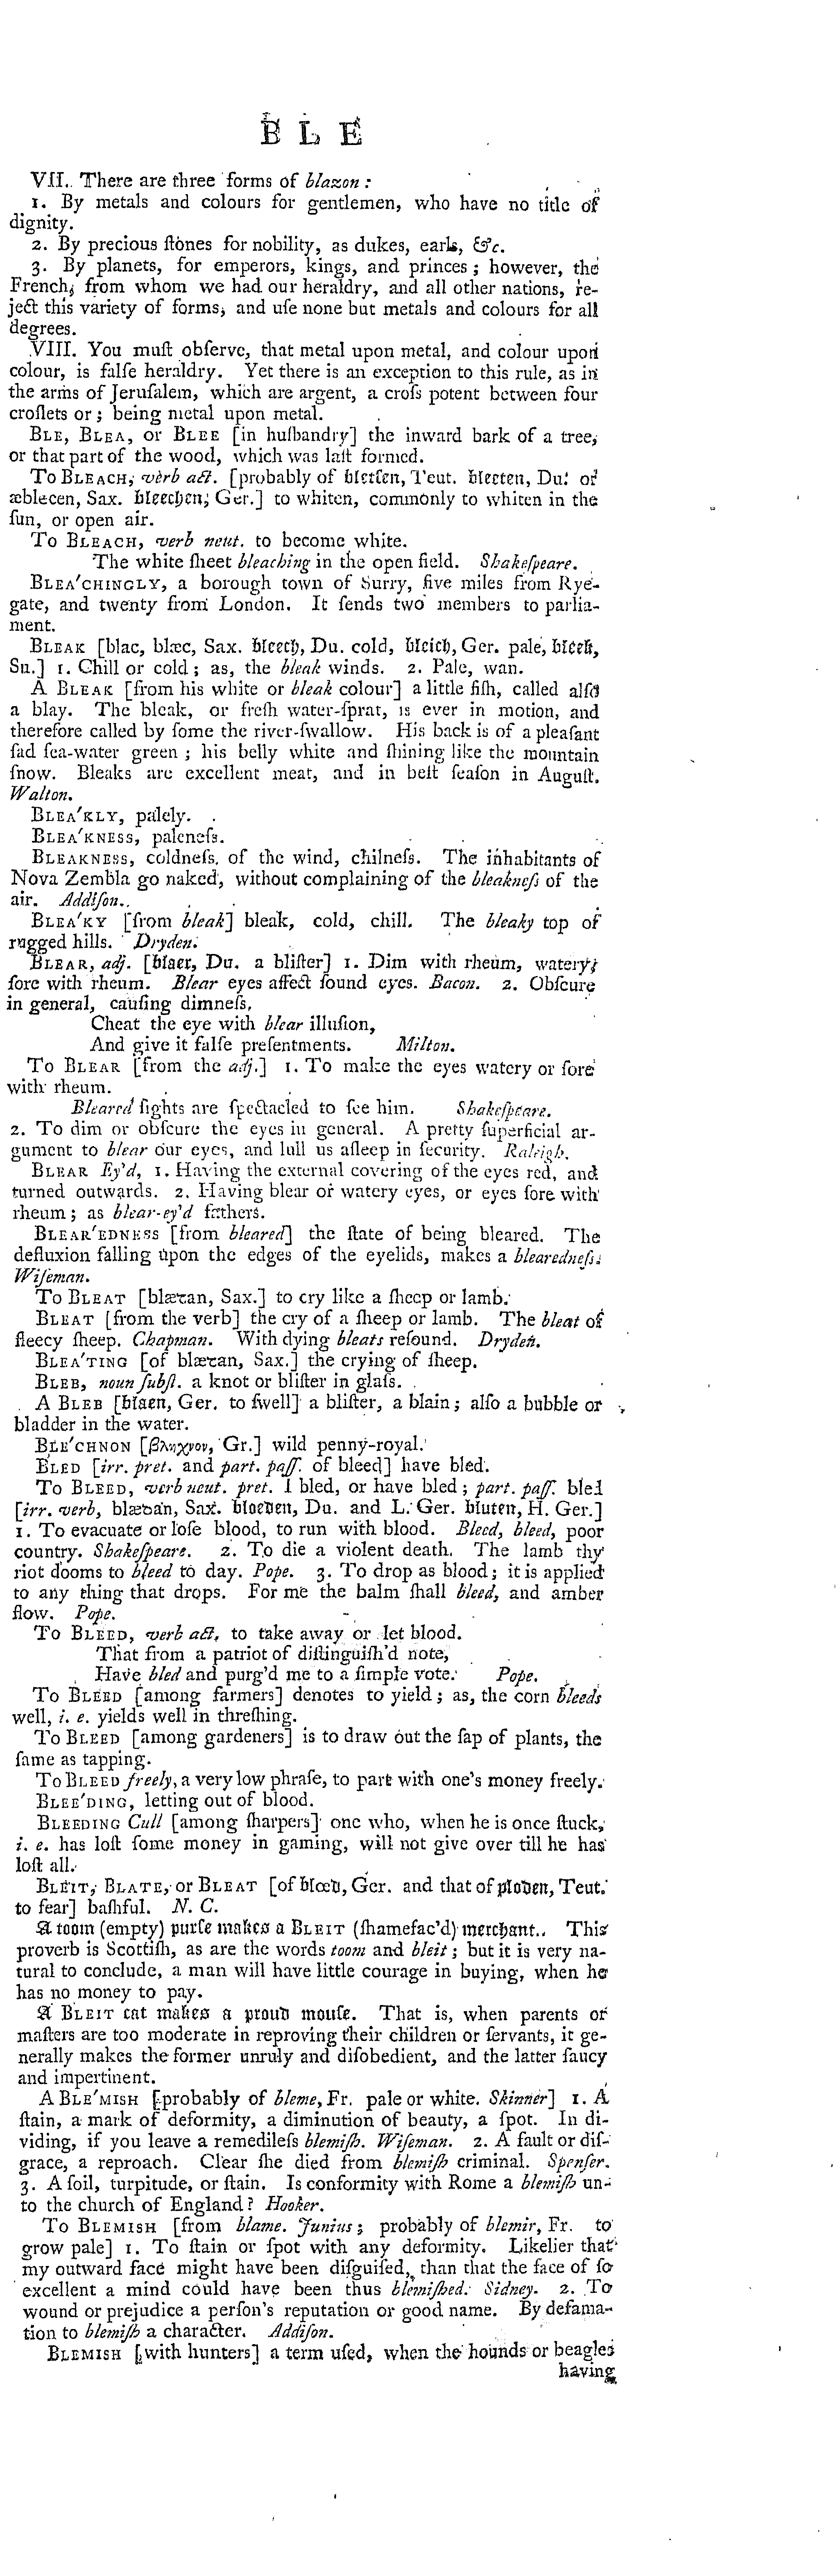 B L E
VII. There are three forms of blazon:
1. By metals and colours for gentlemen, who have no title of
dignity.
2. By precious ſtones for nobility, as dukes, earls, &c.
3. By planets, for emperors, kings, and princes; however, the
French, from whom we had our heraldry, and all other nations, re-
ject this variety of forms, and uſe none but metals and colours for all
degrees.
VIII. You muſt obſerve, that metal upon metal, and colour upon
colour, is falſe heraldry. Yet there is an exception to this rule, as in
the arms of Jeruſalem, which are argent, a croſs potent between four
croſlets or; being metal upon metal.
BLE, BLEA, or BLEE [in huſbandry] the inward bark of a tree,
or that part of the wood, which was laſt formed.
To BLEACH, verb act. [probably of bletſen, Teut. bleeten, Du. of
æblecen, Sax. bleechen, Ger.] to whiten, commonly to whiten in the
ſun, or open air.
To BLEACH, verb neut. to become white.
The white ſheet bleaching in the open field. Shakeſpeare.
BLEA'CHINGLY, a borough town of Surry, five miles from Rye-
gate, and twenty from London. It ſends two members to parlia-
ment.
BLEAK [blac, blæc, Sax. bleech, Du. cold, bleich, Ger. pale, bleek,
Su.] 1. Chill or cold; as, the bleak winds. 2. Pale, wan.
A BLEAK [from his white or bleak colour] a little fiſh, called alſo
a blay. The bleak, or freſh water-ſprat, is ever in motion, and
therefore called by ſome the river-ſwallow. His back is of a pleaſant
ſad ſea-water green; his belly white and ſhining like the mountain
ſnow. Bleaks are excellent meat, and in beſt ſeaſon in Auguſt.
Walton.
BLEA'KLY, palely.
BLEA'KNESS, paleneſs.
BLEAKNESS, coldneſs, of the wind, chilneſs. The inhabitants of
Nova Zembla go naked, without complaining of the bleakneſs of the
air. Addiſon.
BLEA'KY [from bleak] bleak, cold, chill. The bleaky top of
rugged hills. Dryden.
BLEAR, adj. [blaer, Du. a bliſter] 1. Dim with rheum, watery,
ſore with rheum. Blear eyes affect ſound eyes. Bacon. 2. Obſcure
in general, cauſing dimneſs,
Cheat the eye with blear illuſion,
And give it falſe preſentments. Milton.
To BLEAR [from the adj.] 1. To make the eyes watery or ſore
with rheum.
Bleared ſights are ſpectacled to ſee him. Shakeſpeare.
2. To dim or obſcure the eyes in general. A pretty ſuperficial ar-
gument to blear our eyes, and lull us aſleep in ſecurity. Raleigh.
BLEAR Ey'd, 1. Having the external covering of the eyes red, and
turned outwards. 2. Having blear or watery eyes, or eyes ſore with
rheum; as blear-ey'd fathers.
BLEAR'EDNESS [from bleared] the ſtate of being bleared. The
defluxion falling upon the edges of the eyelids, makes a blearedneſs.
Wiſeman.
To BLEAT [blætan, Sax.] to cry like a ſheep or lamb.
BLEAT [from the verb] the cry of a ſheep or lamb. The bleat of
fleecy ſheep. Chapman. With dying bleats reſound. Dryden.
BLEA'TING [of blætan, Sax.] the crying of ſheep.
BLEB, noun ſubſt. a knot or bliſter in glaſs.
A BLEB [blaen, Ger. to ſwell] a bliſter, a blain; alſo a bubble or
bladder in the water.
BLE'CHNON [βληχνον, Gr.] wild penny-royal.
BLED [irr. pret. and part. paſſ. of bleed] have bled.
To BLEED, verb neut. pret. I bled, or have bled; part. paſſ. bled
[irr. verb, blædan, Sax. bloeden, Du. and L. Ger. bluten, H. Ger.]
1. To evacuate or loſe blood, to run with blood. Bleed, bleed, poor
country. Shakeſpeare. 2. To die a violent death. The lamb thy
riot dooms to bleed to day. Pope. 3. To drop as blood; it is applied
to any thing that drops. For me the balm ſhall bleed, and amber
flow. Pope.
To BLEED, verb act, to take away or let blood.
That from a patriot of diſtinguiſh'd note,
Have bled and purg'd me to a ſimple vote. Pope.
To BLEED [among farmers] denotes to yield; as, the corn bleeds
well, i. e. yields well in threſhing.
To BLEED [among gardeners] is to draw out the ſap of plants, the
ſame as tapping.
To BLEED freely, a very low phraſe, to part with one's money freely.
BLEE'DING, letting out of blood.
BLEEDING Cull [among ſharpers] one who, when he is once ſtuck,
i. e. has loſt ſome money in gaming, will not give over till he has
loſt all.
BLEIT, BLATE, or BLEAT [of blœd, Ger. and that of ploden, Teut.
to fear] baſhful. N. C.
A toom (empty) purſe makes a BLEIT (ſhamefac'd) merchant. This
proverb is Scottiſh, as are the words toom and bleit; but it is very na-
tural to conclude, a man will have little courage in buying, when he
has no money to pay.
A BLEIT cat makes a proud mouſe. That is, when parents or
maſters are too moderate in reproving their children or ſervants, it ge-
nerally makes the former unruly and diſobedient, and the latter ſaucy
and impertinent.
A BLE'MISH [probably of bleme, Fr. pale or white. Skinner] 1. A
ſtain, a mark of deformity, a diminution of beauty, a ſpot. In di-
viding, if you leave a remedileſs blemiſh. Wiſeman. 2. A fault or diſ-
grace, a reproach. Clear ſhe died from blemiſh criminal. Spenſer.
3. A ſoil, turpitude, or ſtain. Is conformity with Rome a blemiſh un-
to the church of England? Hooker.
To BLEMISH [from blame. Junius; probably of blemir, Fr. to
grow pale] 1. To ſtain or ſpot with any deformity. Likelier that
my outward face might have been diſguiſed, than that the face of ſo
excellent a mind could have been thus blemiſhed. Sidney. 2. To
wound or prejudice a perſon's reputation or good name. By defama-
tion to blemiſh a character. Addiſon.
BLEMISH [with hunters] a term uſed, when the hounds or beagles
having